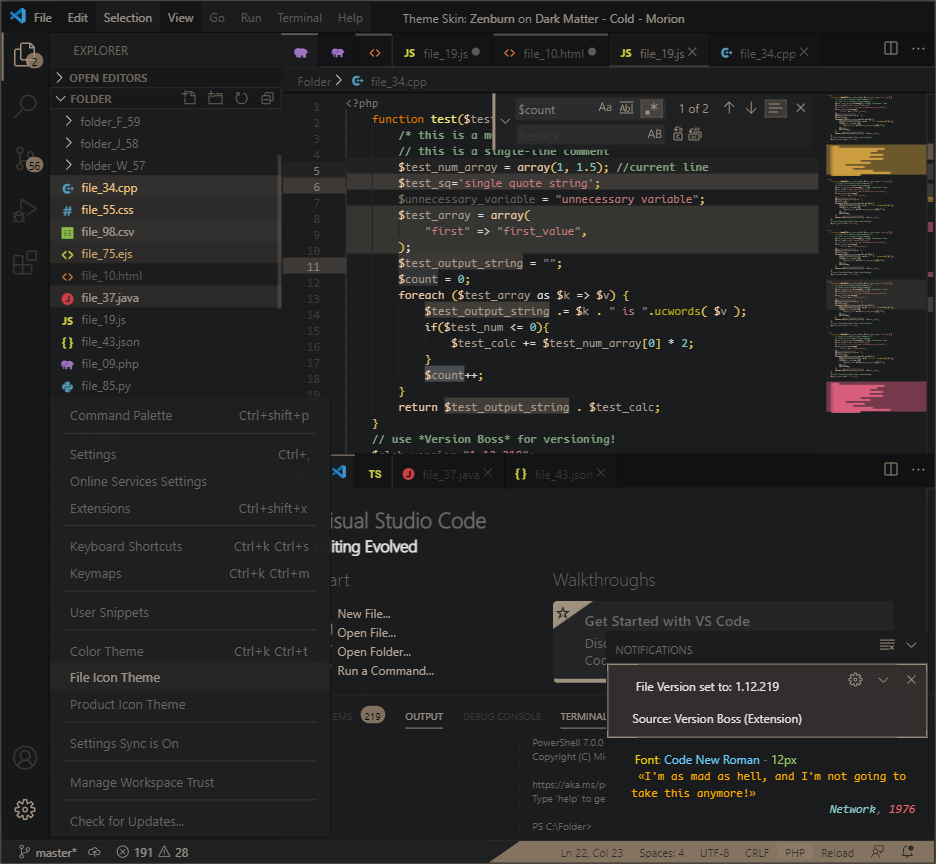 File Edit Selection View Go Run Terminal Help Theme Skin: Zenburn on Dark Matter - Cold - Morion
2
EXPLORER
JS file_19.js
<> file_10.html
JS file_19.js
file_34.cpp
OPEN EDITORS
FOLDER
Folder > file_34.cpp
folder_F_59
folder_J_58
folder_W_57
56
file_34.cpp
# file_55.css
file_98.csv
<> file_75.ejs
<> file_10.html
J file_37.java
JS file_19.js
{} file_43.json
file_09.php
file_85.py
$count Aa Abl .* 1 of 2
Replace AB
1 <?php
2 function test($test
3 /* this is a m
4 // this is a single-line comment
5 $test_num_array = array(1, 1.5); //current line
6 $test_sq='single quote string';
7 $unnecessary_variable = "unnecessary variable";
8 $test_array = array(
9 "first" => "first_value",
10 );
11 $test_output_string = "";
12 $count = 0;
13 foreach ($test_array as $k => $v) {
14 $test_output_string .= $k . " is ".ucwords( $v );
15 if($test_num <= 0){
16 $test_calc += $test_num_array[0] * 2;
17 }
18 $count++;
19 }
return $test_output_string . $test_calc;
}
// use *Version Boss* for versioning!
Command Palette Ctrl+shift+p
Settings Ctrl+,
Online Services Settings
Extensions Ctrl+shift+x
Keyboard Shortcuts Ctrl+k Ctrl+s
Keymaps Ctrl+k Ctrl+m
User Snippets
Color Theme Ctrl+k Ctrl+t
File Icon Theme
Product Icon Theme
Settings Sync is On
Manage Workspace Trust
Check for Updates...
TS
J file_37.java
{} file_43.json
isual Studio Code
iting Evolved
art
New File...
Open File...
Open Folder...
Run a Command...
Walkthroughs
Get Started with VS Code
Disc
Coc
NOTIFICATIONS
File Version set to: 1.12.219
Source: Version Boss (Extension)
LEMS 219 OUTPUT DEBUG CONSOLE TERMINAL
PowerShell 7.0.0
Copyright (C) Mi
https://aka.ms/po
Type 'help' to get
PS C:\Folder>
Font: Code New Roman - 12px
«I'm as mad as hell, and I'm not going to
take this anymore!»
Network, 1976
master* 191 28 Ln 22, Col 23 Spaces: 4 UTF-8 CRLF PHP Reload